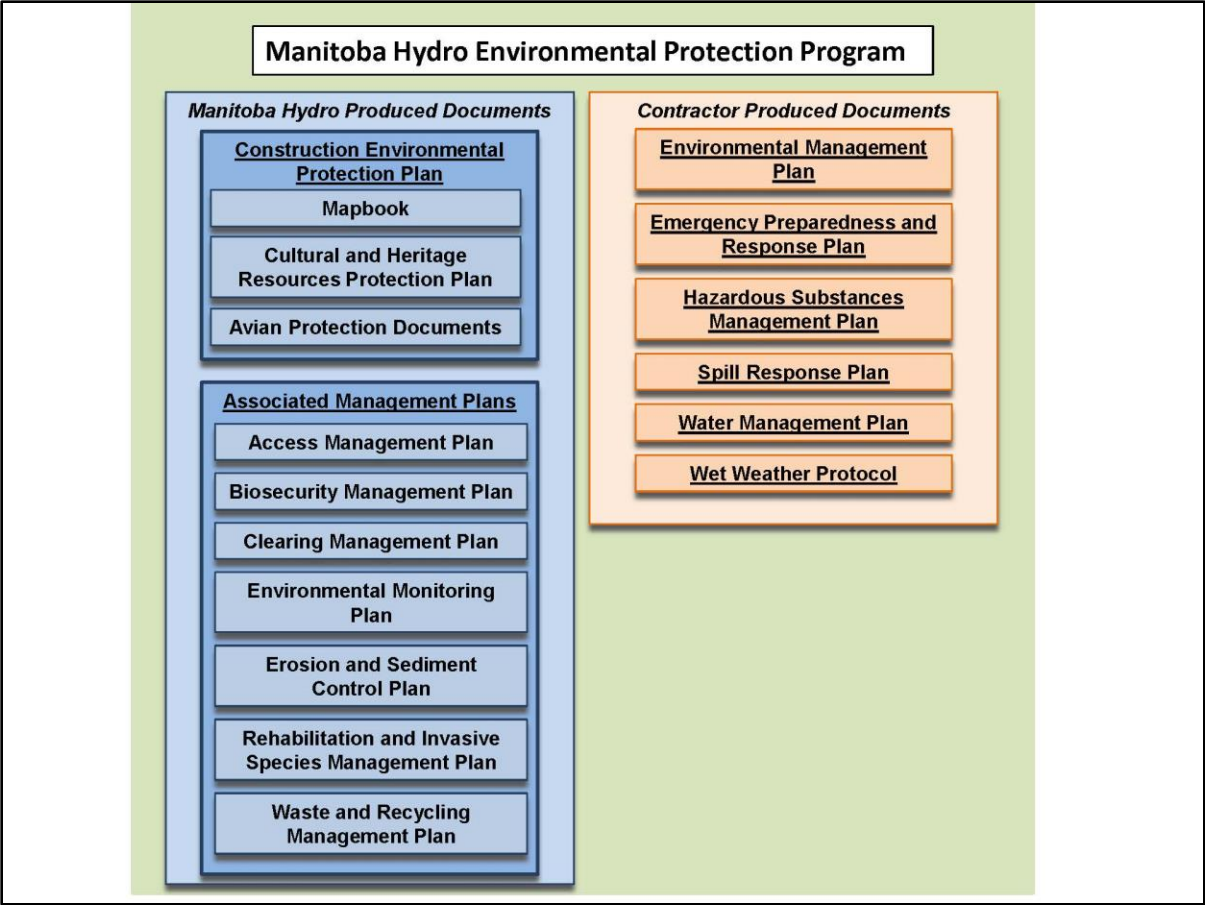 Manitoba Hydro Environmental Protection Program
Manitoba Hydro Produced Documents
Construction Environmental
Protection Plan
Mapbook
Cultural and Heritage
Resources Protection Plan
Avian Protection Documents
Associated Management Plans
Access Management Plan
Biosecurity Management Plan
Clearing Management Plan
Environmental Monitoring
Plan
Erosion and Sediment
Control Plan
Rehabilitation and Invasive
Species Management Plan
Waste and Recycling
Management Plan
Contractor Produced Documents
Environmental Management
Plan
Emergency Preparedness and
Response Plan
Hazardous Substances
Management Plan
Spill Response Plan
Water Management Plan
Wet Weather Protocol